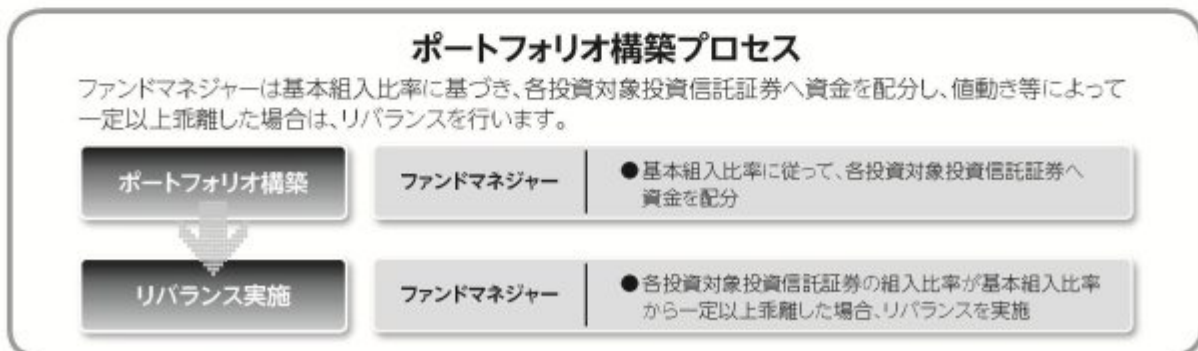 ポートフォリオ構築プロセス
ファンドマネジャーは基本組入比率に基づき、各投資対象投資信託証券へ資金を配分し、値動き等によって
一定以上乖離した場合は、リバランスを行います。
ポートフォリオ構築
ファンドマネジャー
●基本組入比率に従って、各投資対象投資信託証券へ
資金を配分
リバランス実施
ファンドマネジャー
●各投資対象投資信託証券の組入比率が基本組入比率
から一定以上乖離した場合、リバランスを実施